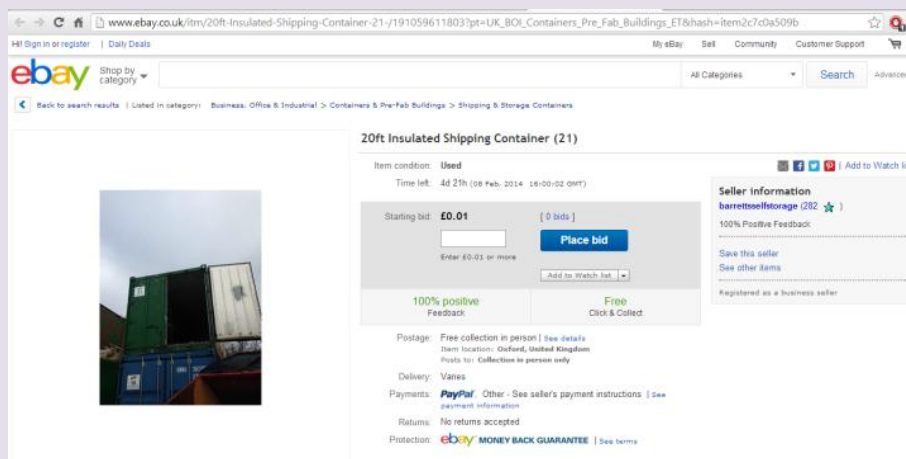 www.ebay.co.uk/itm/20ft-Insulated-Shipping-Container-21-/191059611803?pt=UK_BOI_Containers_Pre_Fab_Buildings_ET&hash=item2c7c0a509b
Hi! Sign in or register | Daily Deals
My eBay Sell Community Customer Support
ebay Shop by category All Categories Search Advanced
Back to search results | Listed in category: Business, Office & Industrial > Containers & Pre-Fab Buildings > Shipping & Storage Containers
20ft Insulated Shipping Container (21)
Item condition: Used
| Add to Watch li
Time left: 4d 21h (08 Feb, 2014 16:00:02 GMT)
Seller information
barrettsselfstorage (282 )
100% Positive Feedback
Starting bid: £0.01 [ 0 bids ]
Place bid
Enter £0.01 or more
Add to Watch list
Save this seller
See other items
Registered as a business seller
100% positive
Feedback
Free
Click & Collect
Postage: Free collection in person | See details
Item location: Oxford, United Kingdom
Posts to: Collection in person only
Delivery: Varies
Payments: PayPal, Other - See seller's payment instructions | See
payment information
Returns: No returns accepted
Protection: ebay MONEY BACK GUARANTEE | See terms